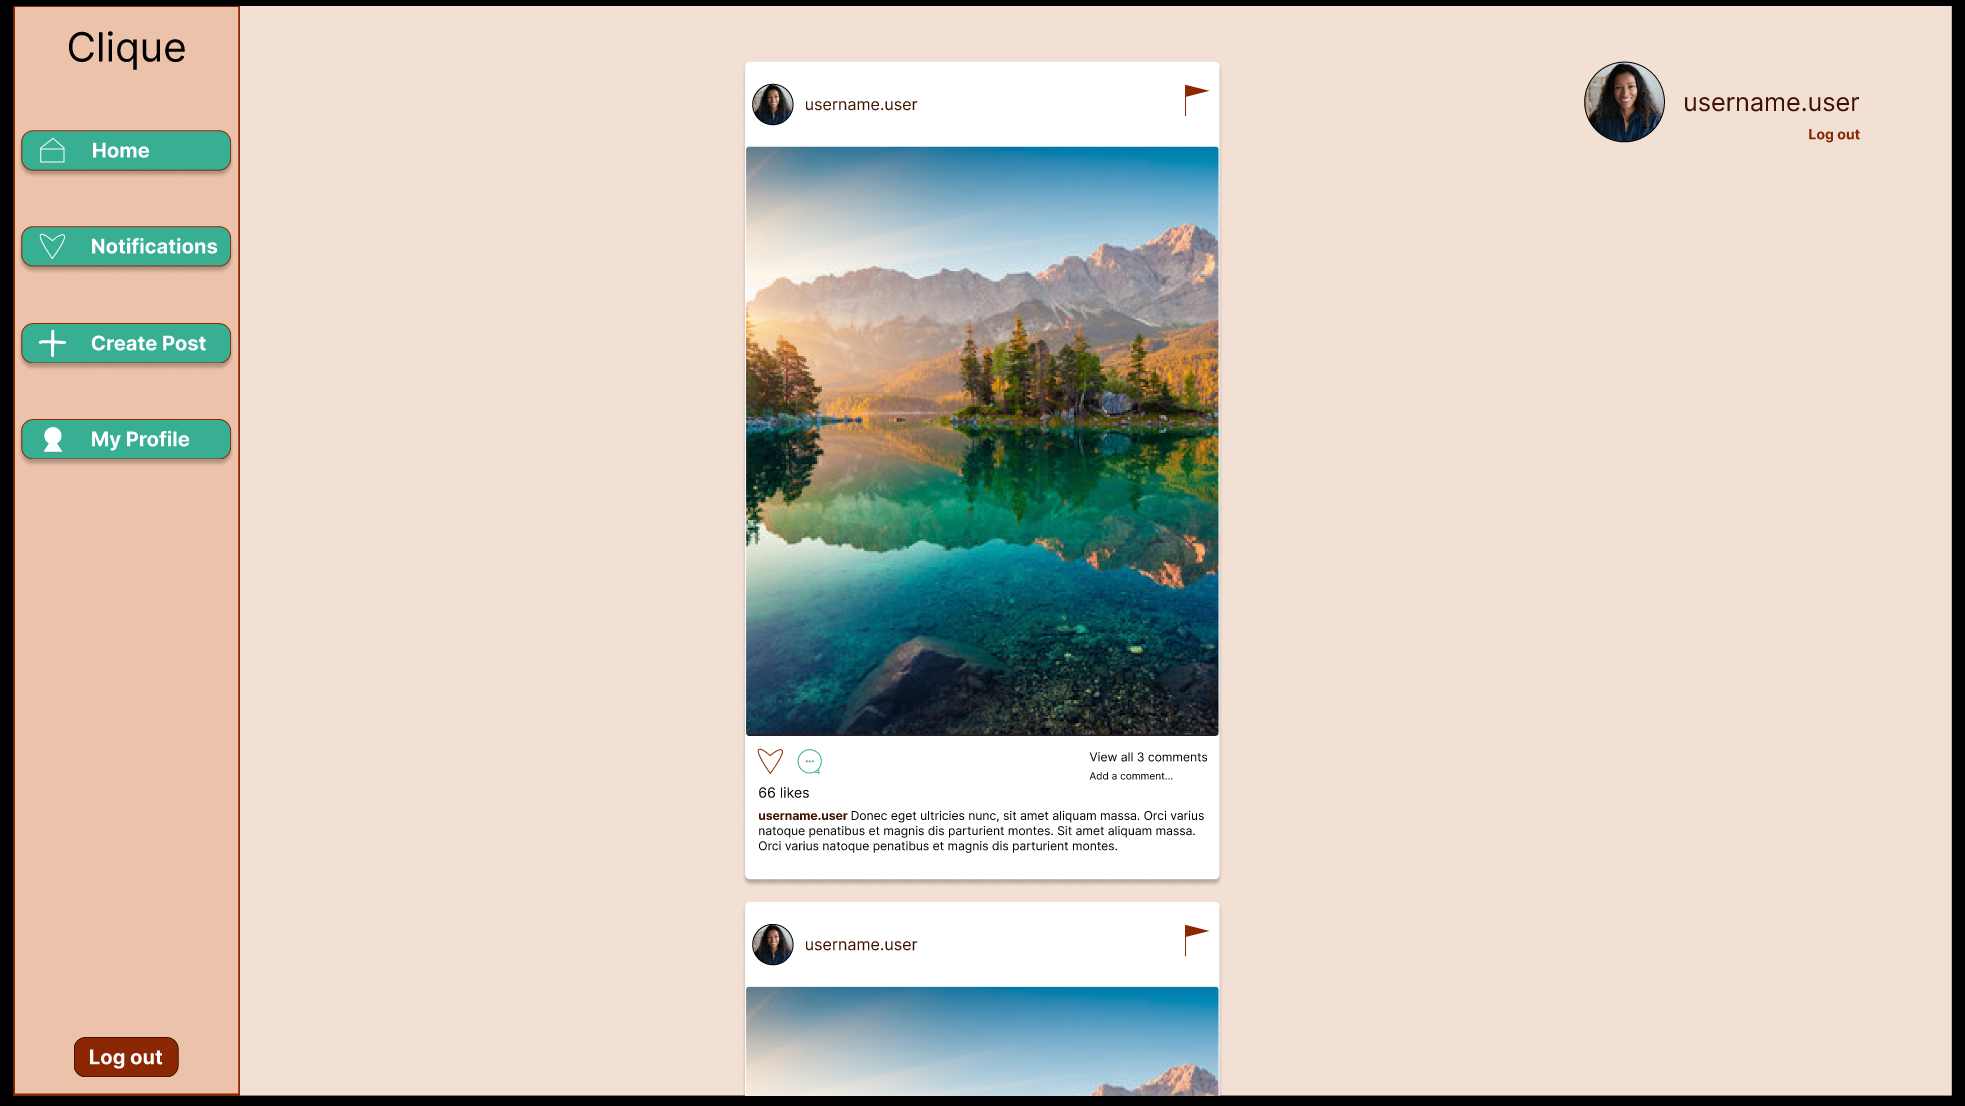 Clique
Home
Notifications
Create Post
My Profile
Log out
username.user
View all 3 comments
Add a comment...
66 likes
username.user Donec eget ultricies nunc, sit amet aliquam massa. Orci varius
natoque penatibus et magnis dis parturient montes. Sit amet aliquam massa.
Orci varius natoque penatibus et magnis dis parturient montes.
username.user
username.user
Log out